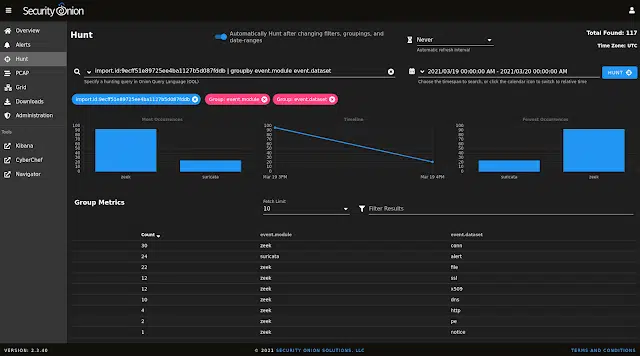 Security Onion
Overview
Alerts
Hunt
PCAP
Grid
Downloads
Administration
Tools
Kibana
CyberChef
Navigator
VERSION: 2.3.40
Hunt
Automatically Hunt after changing filters, groupings, and date-ranges
Never
Automatic refresh interval
Total Found: 117
Time Zone: UTC
import.id:9ecff51e89725ee4ba1127b5d087fddb | groupby event.module event.dataset
Specify a hunting query in Onion Query Language (OQL)
2021/03/19 00:00:00 AM - 2021/03/20 00:00:00 AM
Choose the timespan to search, or click the calendar icon to switch to relative time
HUNT
import.id:9ecff51e89725ee4ba1127b5d087fddb
Group: event.module
Group: event.dataset
Most Occurrences
100
90
80
70
60
50
40
30
20
10
0
zeek
suricata
Timeline
100
90
80
70
60
50
40
30
20
10
0
Mar 19 3PM
Mar 19 4PM
Fewest Occurrences
100
90
80
70
60
50
40
30
20
10
0
suricata
zeek
Group Metrics
Fetch Limit
10
Filter Results
Count event.module event.dataset
30 zeek conn
24 suricata alert
22 zeek file
12 zeek ssl
12 zeek x509
10 zeek dns
4 zeek http
2 zeek pe
1 zeek notice
© 2021 SECURITY ONION SOLUTIONS, LLC
TERMS AND CONDITIONS